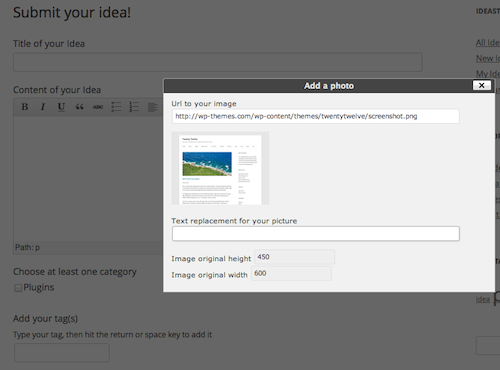 Submit your idea!
IDEAST
Title of your idea
All Ide
New Id
My Ide
Content of your idea
B I U ABC
Add a photo
Url to your image
http://wp-themes.com/wp-content/themes/twentytwelve/screenshot.png
Text replacement for your picture
Path: p
Image original height 450
Image original width 600
Choose at least one category
Plugins
idea
Add your tag(s)
Type your tag, then hit the return or space key to add it